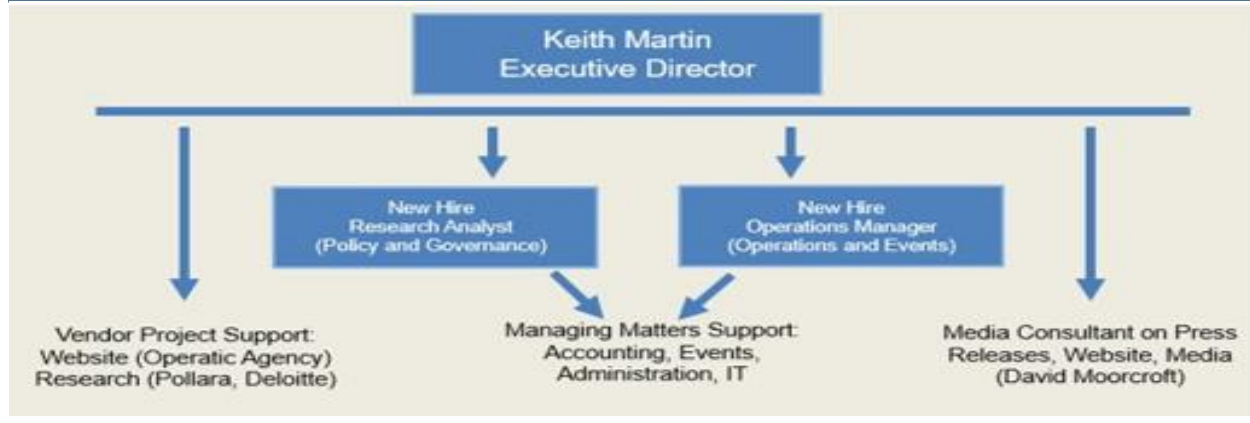 Keith Martin
Executive Director
New Hire
Research Analyst
(Policy and Governance)
New Hire
Operations Manager
(Operations and Events)
Vendor Project Support:
Website (Operatic Agency)
Research (Pollara, Deloitte)
Managing Matters Support:
Accounting, Events,
Administration, IT
Media Consultant on Press
Releases, Website, Media
(David Moorcroft)